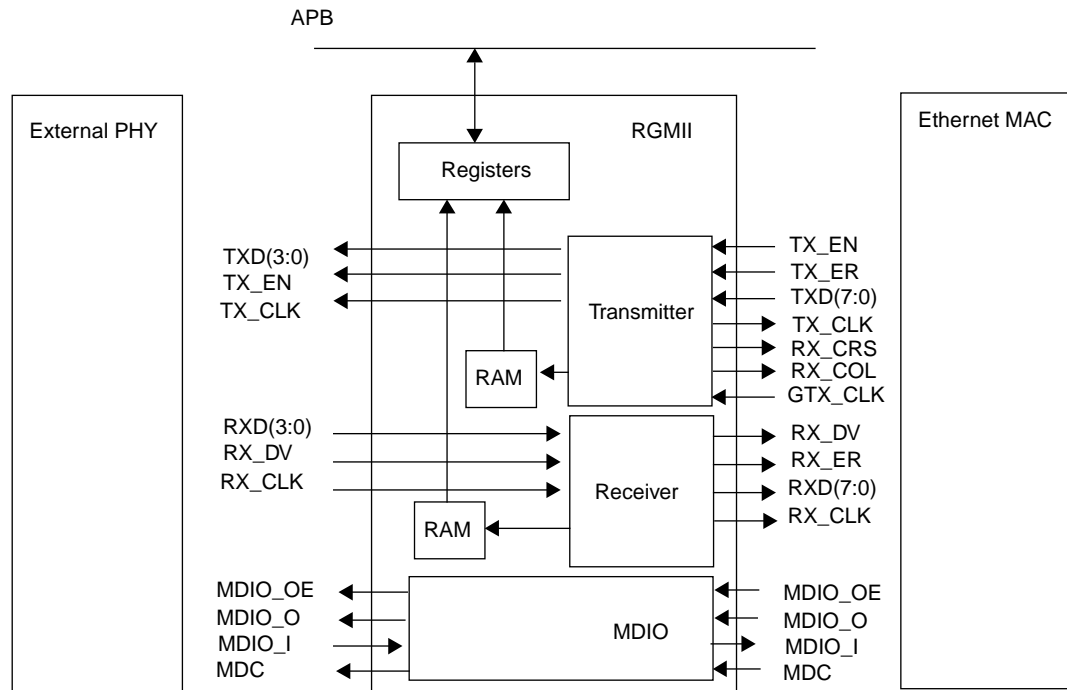 APB
External PHY
RGMII
Ethernet MAC
Registers
TXD(3:0)
TX_EN
TX_CLK
Transmitter
TX_EN
TX_ER
TXD(7:0)
TX_CLK
RX_CRS
RX_COL
GTX_CLK
RAM
RXD(3:0)
RX_DV
RX_CLK
Receiver
RX_DV
RX_ER
RXD(7:0)
RX_CLK
RAM
MDIO_OE
MDIO_O
MDIO_I
MDC
MDIO
MDIO_OE
MDIO_O
MDIO_I
MDC